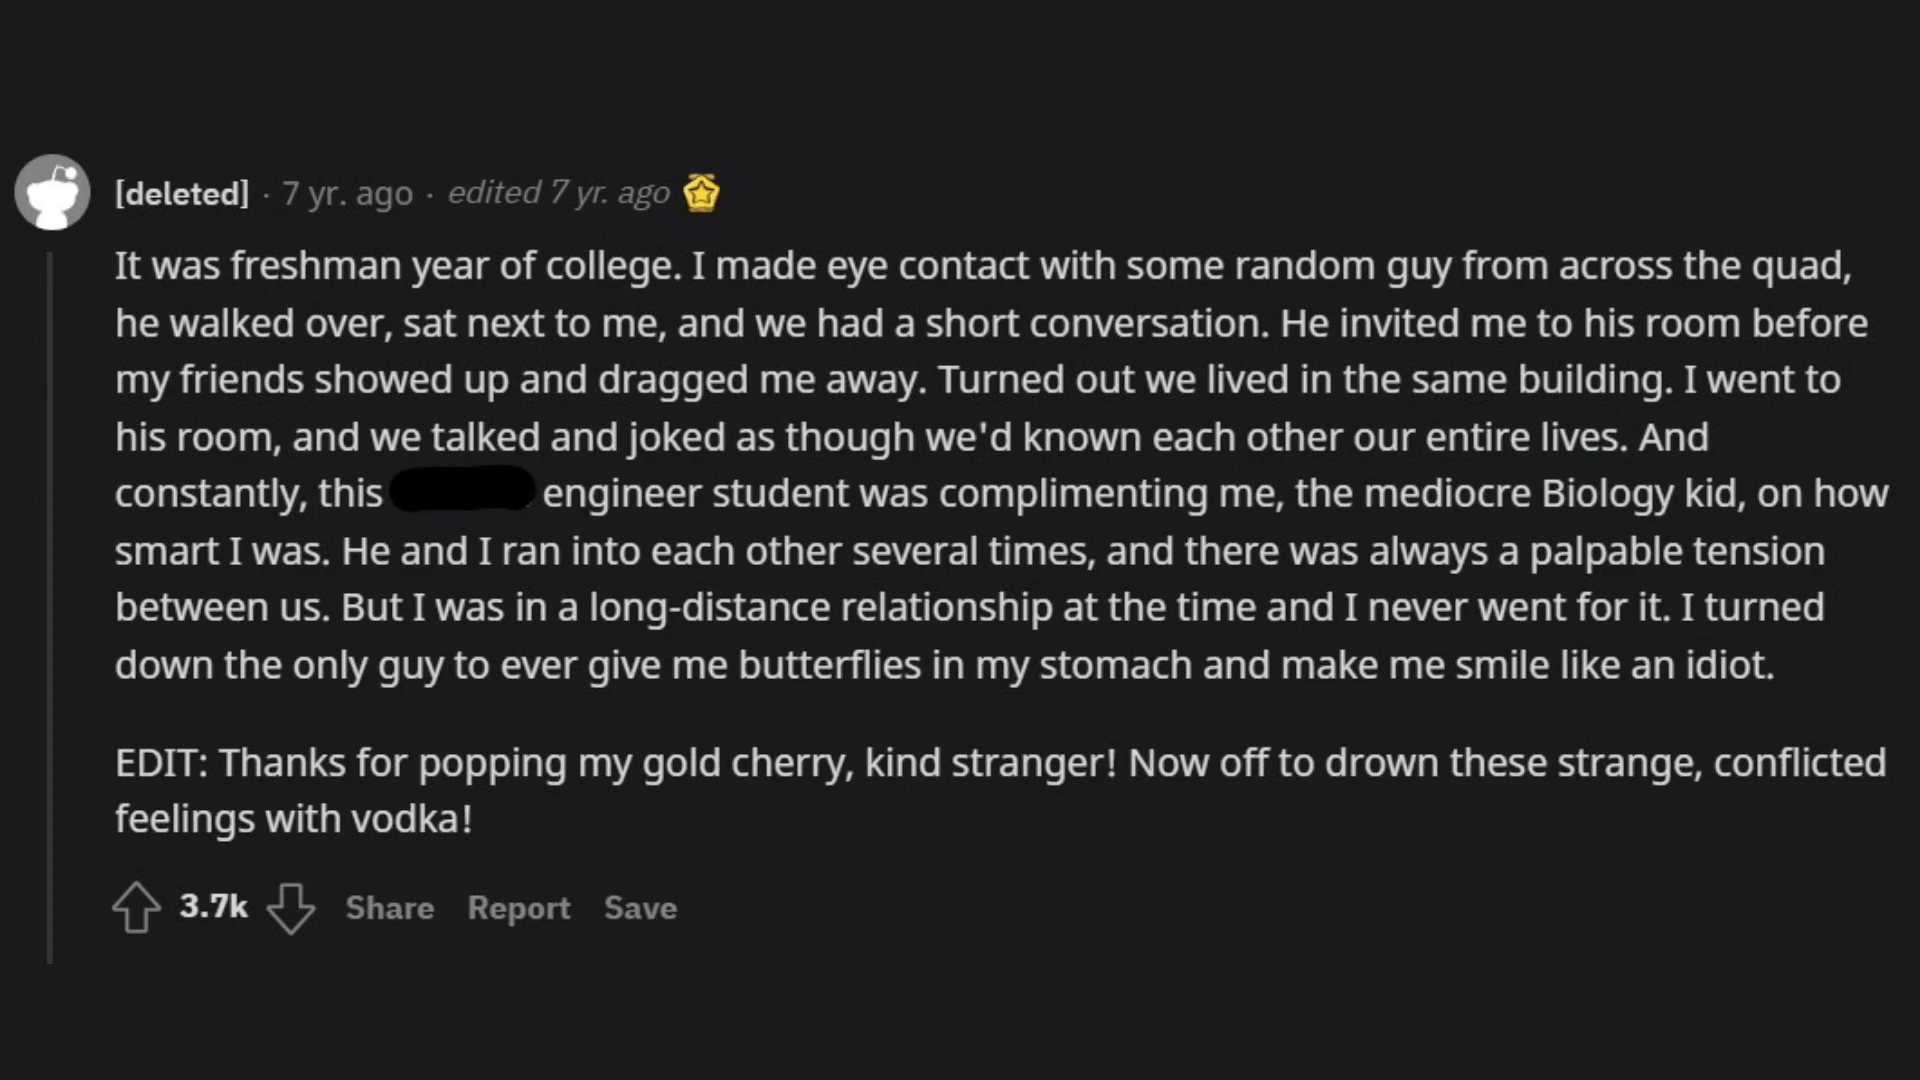 [deleted] · 7 yr. ago · edited 7 yr. ago
It was freshman year of college. I made eye contact with some random guy from across the quad,
he walked over, sat next to me, and we had a short conversation. He invited me to his room before
my friends showed up and dragged me away. Turned out we lived in the same building. I went to
his room, and we talked and joked as though we'd known each other our entire lives. And
constantly, this engineer student was complimenting me, the mediocre Biology kid, on how
smart I was. He and I ran into each other several times, and there was always a palpable tension
between us. But I was in a long-distance relationship at the time and I never went for it. I turned
down the only guy to ever give me butterflies in my stomach and make me smile like an idiot.
EDIT: Thanks for popping my gold cherry, kind stranger! Now off to drown these strange, conflicted
feelings with vodka!
3.7k Share Report Save